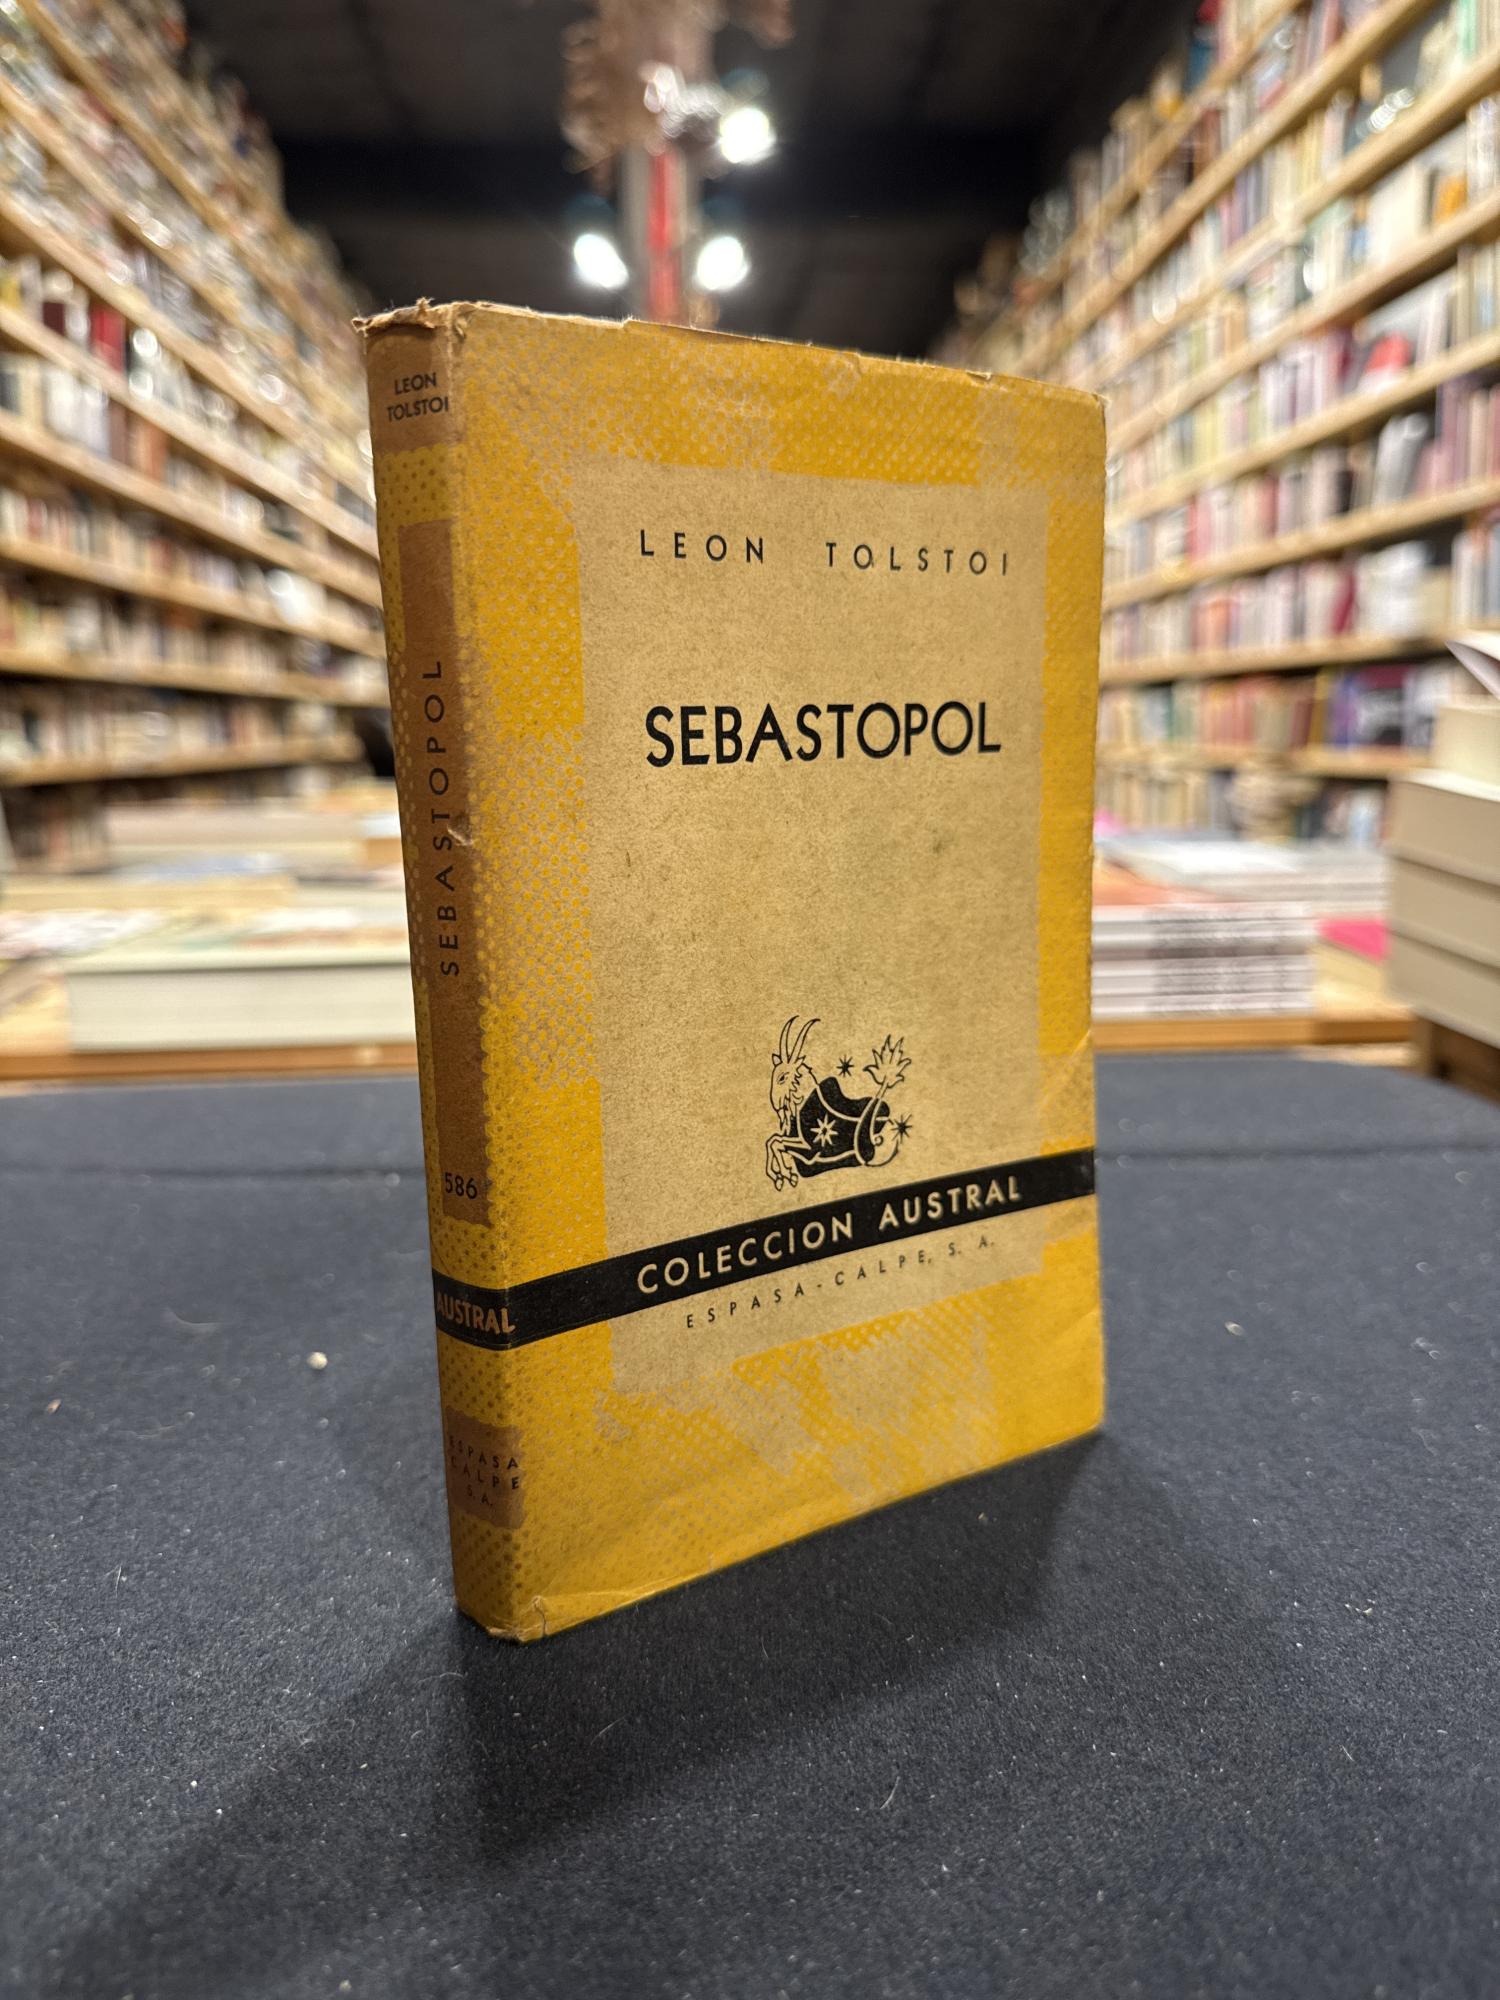 LEON
TOLSTOI
SEBASTOPOL
586
AUSTRAL
ESPASA
CALPE
S. A.
LEON TOLSTOI
SEBASTOPOL
COLECCION AUSTRAL
ESPASA-CALPE, S. A.